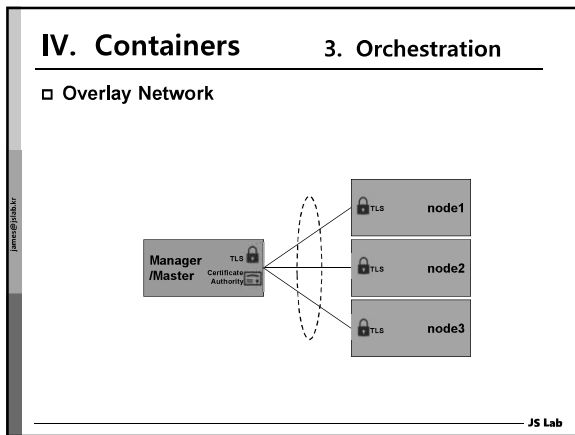 IV. Containers
3. Orchestration
Overlay Network
james@jslab.kr
Manager
/Master
TLS
Certificate
Authority
TLS
node1
TLS
node2
TLS
node3
JS Lab